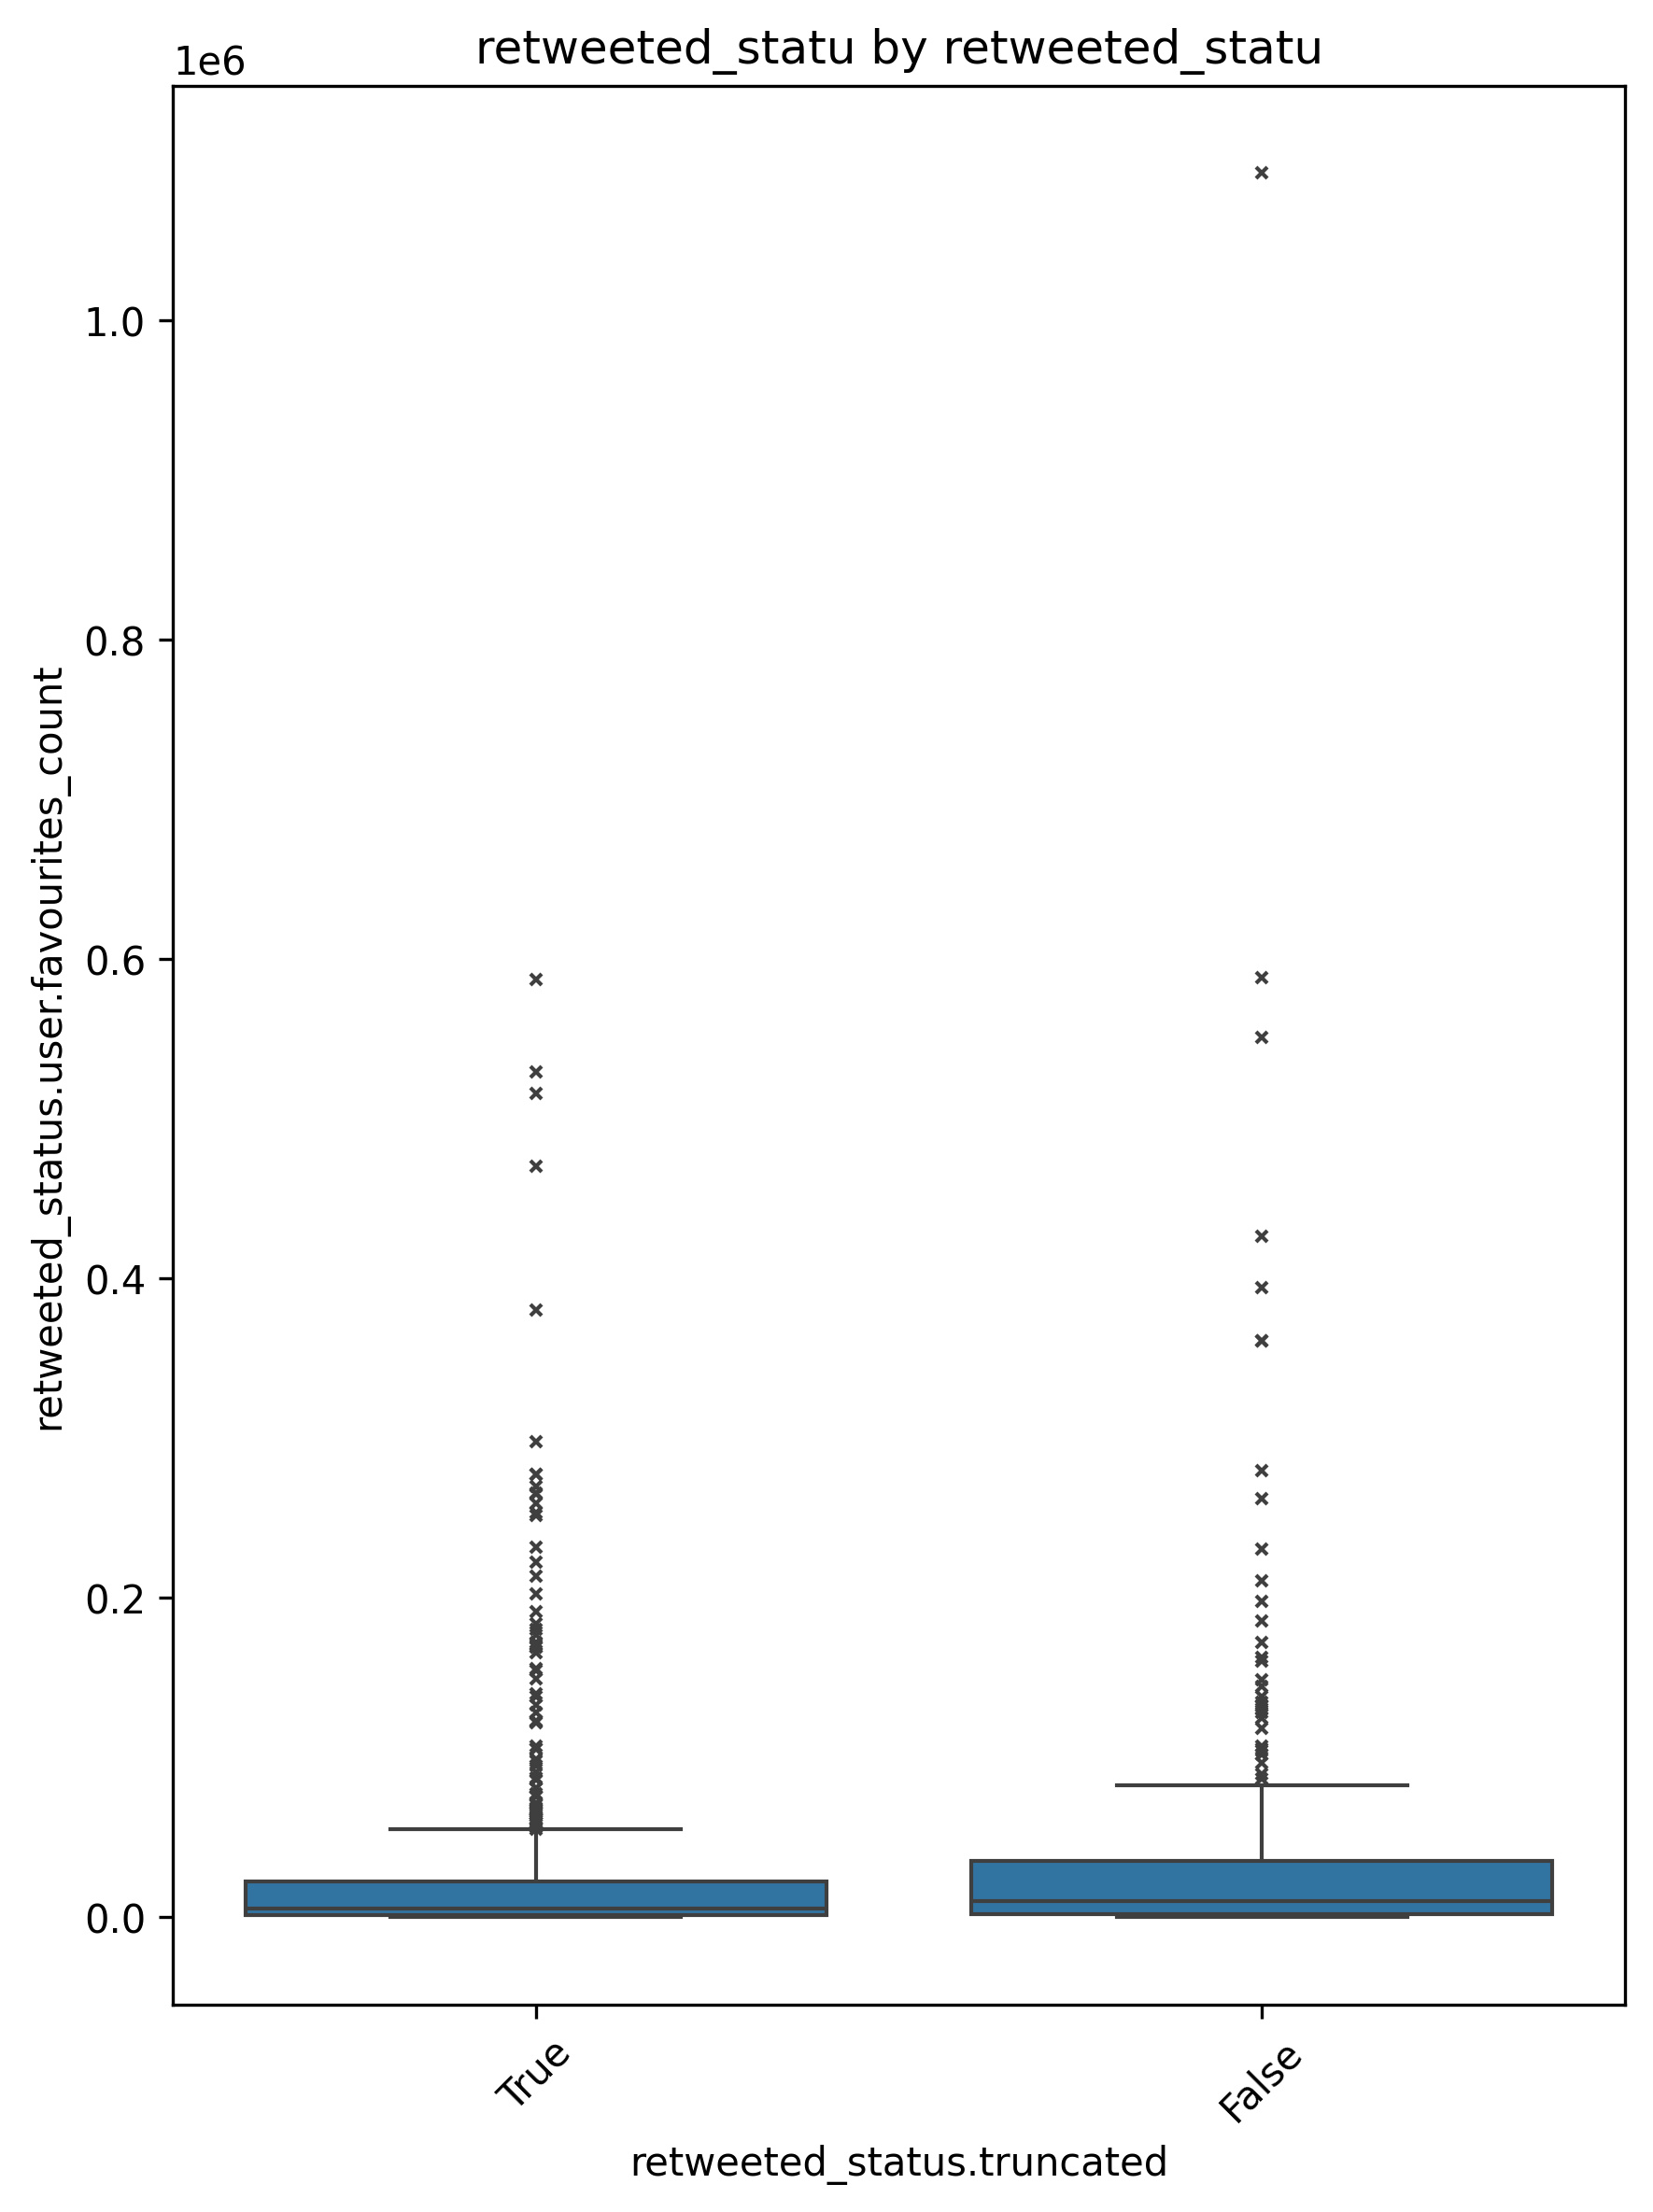 retweeted_statu by retweeted_statu
1e6
1.0
0.8
0.6
0.4
0.2
0.0
retweeted_status.user.favourites_count
True
False
retweeted_status.truncated